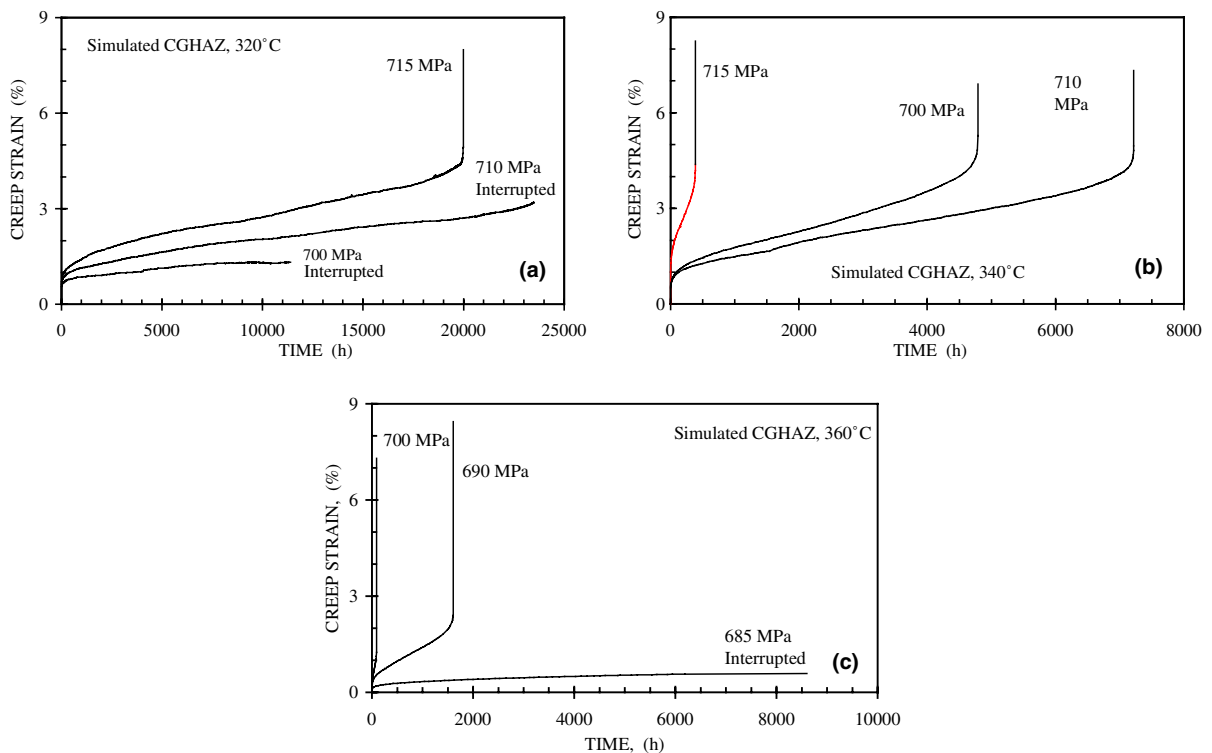 9
6
3
0
CREEP STRAIN (%)
Simulated CGHAZ, 320˚C
715 MPa
710 MPa
Interrupted
700 MPa
Interrupted
(a)
0
5000
10000
15000
20000
25000
TIME (h)
9
6
3
0
CREEP STRAIN (%)
715 MPa
700 MPa
710
MPa
Simulated CGHAZ, 340˚C
(b)
0
2000
4000
6000
8000
TIME (h)
9
6
3
0
CREEP STRAIN, (%)
700 MPa
690 MPa
Simulated CGHAZ, 360˚C
685 MPa
Interrupted
(c)
0
2000
4000
6000
8000
10000
TIME, (h)